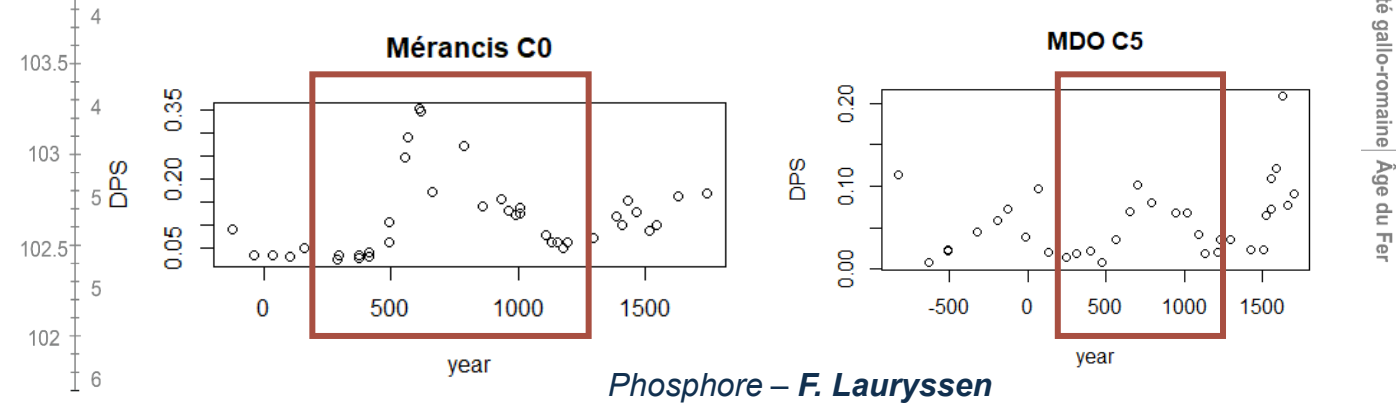 4
103.5
4
103
5
102.5
5
102
6
Mérancis C0
DPS
0.35
0.20
0.05
0
500
1000
1500
year
MDO C5
DPS
0.20
0.10
0.00
-500
0
500
1000
1500
year
Phosphore – F. Lauryssen
té gallo-romaine
Âge du Fer